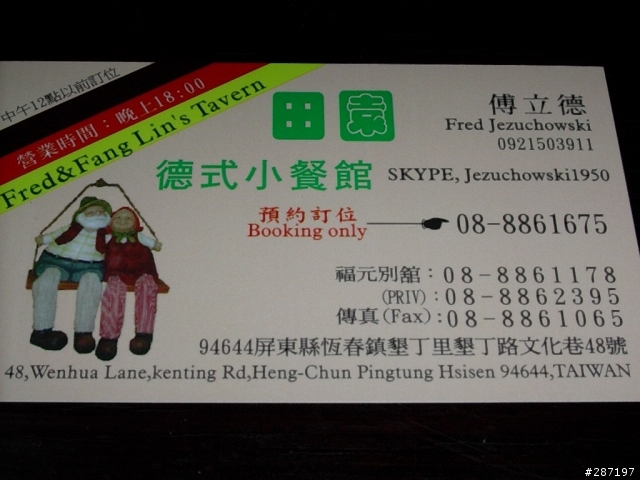 中午12點以前訂位
營業時間：晚上18:00
Fred&Fang Lin's Tavern
田園
德式小餐館
傅立德
Fred Jezuchowski
0921503911
SKYPE, Jezuchowski1950
預約訂位
Booking only
08-8861675
福元別舘：08-8861178
(PRIV)：08-8862395
傳真(Fax)：08-8861065
94644屏東縣恆春鎮墾丁里墾丁路文化巷48號
48,Wenhua Lane,kenting Rd,Heng-Chun Pingtung Hsisen 94644,TAIWAN
#287197